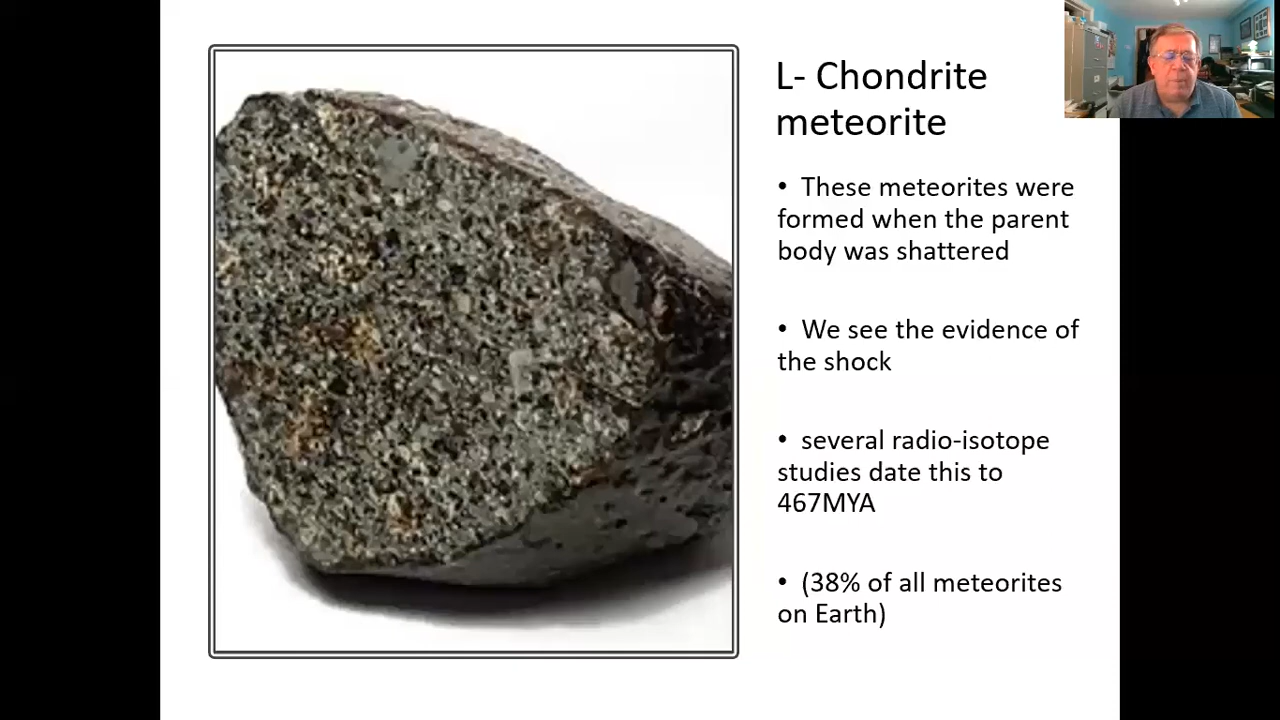 L- Chondrite
meteorite
• These meteorites were
formed when the parent
body was shattered
• We see the evidence of
the shock
• several radio-isotope
studies date this to
467MYA
• (38% of all meteorites
on Earth)